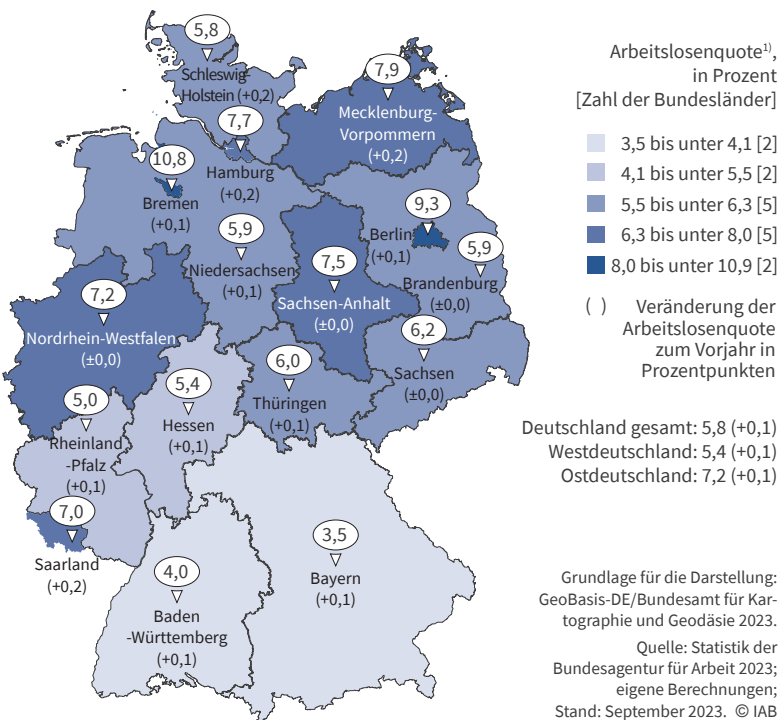 5,8
Schleswig-
Holstein (+0,2)
7,9
Mecklenburg-
Vorpommern
(+0,2)
7,7
Hamburg
(+0,2)
10,8
Bremen
(+0,1)
5,9
Niedersachsen
(+0,1)
9,3
Berlin
(+0,1)
5,9
Brandenburg
(±0,0)
7,5
Sachsen-Anhalt
(±0,0)
7,2
Nordrhein-Westfalen
(±0,0)
6,2
Sachsen
(±0,0)
6,0
Thüringen
(+0,1)
5,4
Hessen
(+0,1)
5,0
Rheinland
-Pfalz
(+0,1)
7,0
Saarland
(+0,2)
4,0
Baden
-Württemberg
(+0,1)
3,5
Bayern
(+0,1)
Arbeitslosenquote¹⁾,
in Prozent
[Zahl der Bundesländer]
3,5 bis unter 4,1 [2]
4,1 bis unter 5,5 [2]
5,5 bis unter 6,3 [5]
6,3 bis unter 8,0 [5]
8,0 bis unter 10,9 [2]
( ) Veränderung der
Arbeitslosenquote
zum Vorjahr in
Prozentpunkten
Deutschland gesamt: 5,8 (+0,1)
Westdeutschland: 5,4 (+0,1)
Ostdeutschland: 7,2 (+0,1)
Grundlage für die Darstellung:
GeoBasis-DE/Bundesamt für Kar-
tographie und Geodäsie 2023.
Quelle: Statistik der
Bundesagentur für Arbeit 2023;
eigene Berechnungen;
Stand: September 2023. © IAB